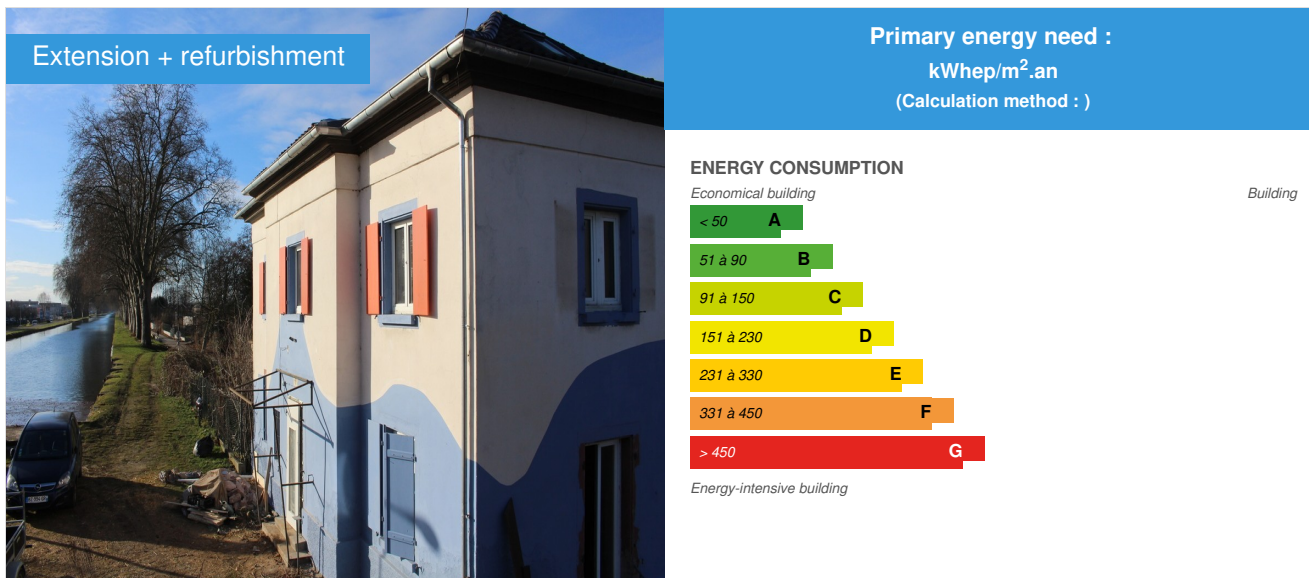 Extension + refurbishment
Primary energy need :
kWhep/m².an
(Calculation method : )
ENERGY CONSUMPTION
Economical building
Building
< 50 A
51 à 90 B
91 à 150 C
151 à 230 D
231 à 330 E
331 à 450 F
> 450 G
Energy-intensive building